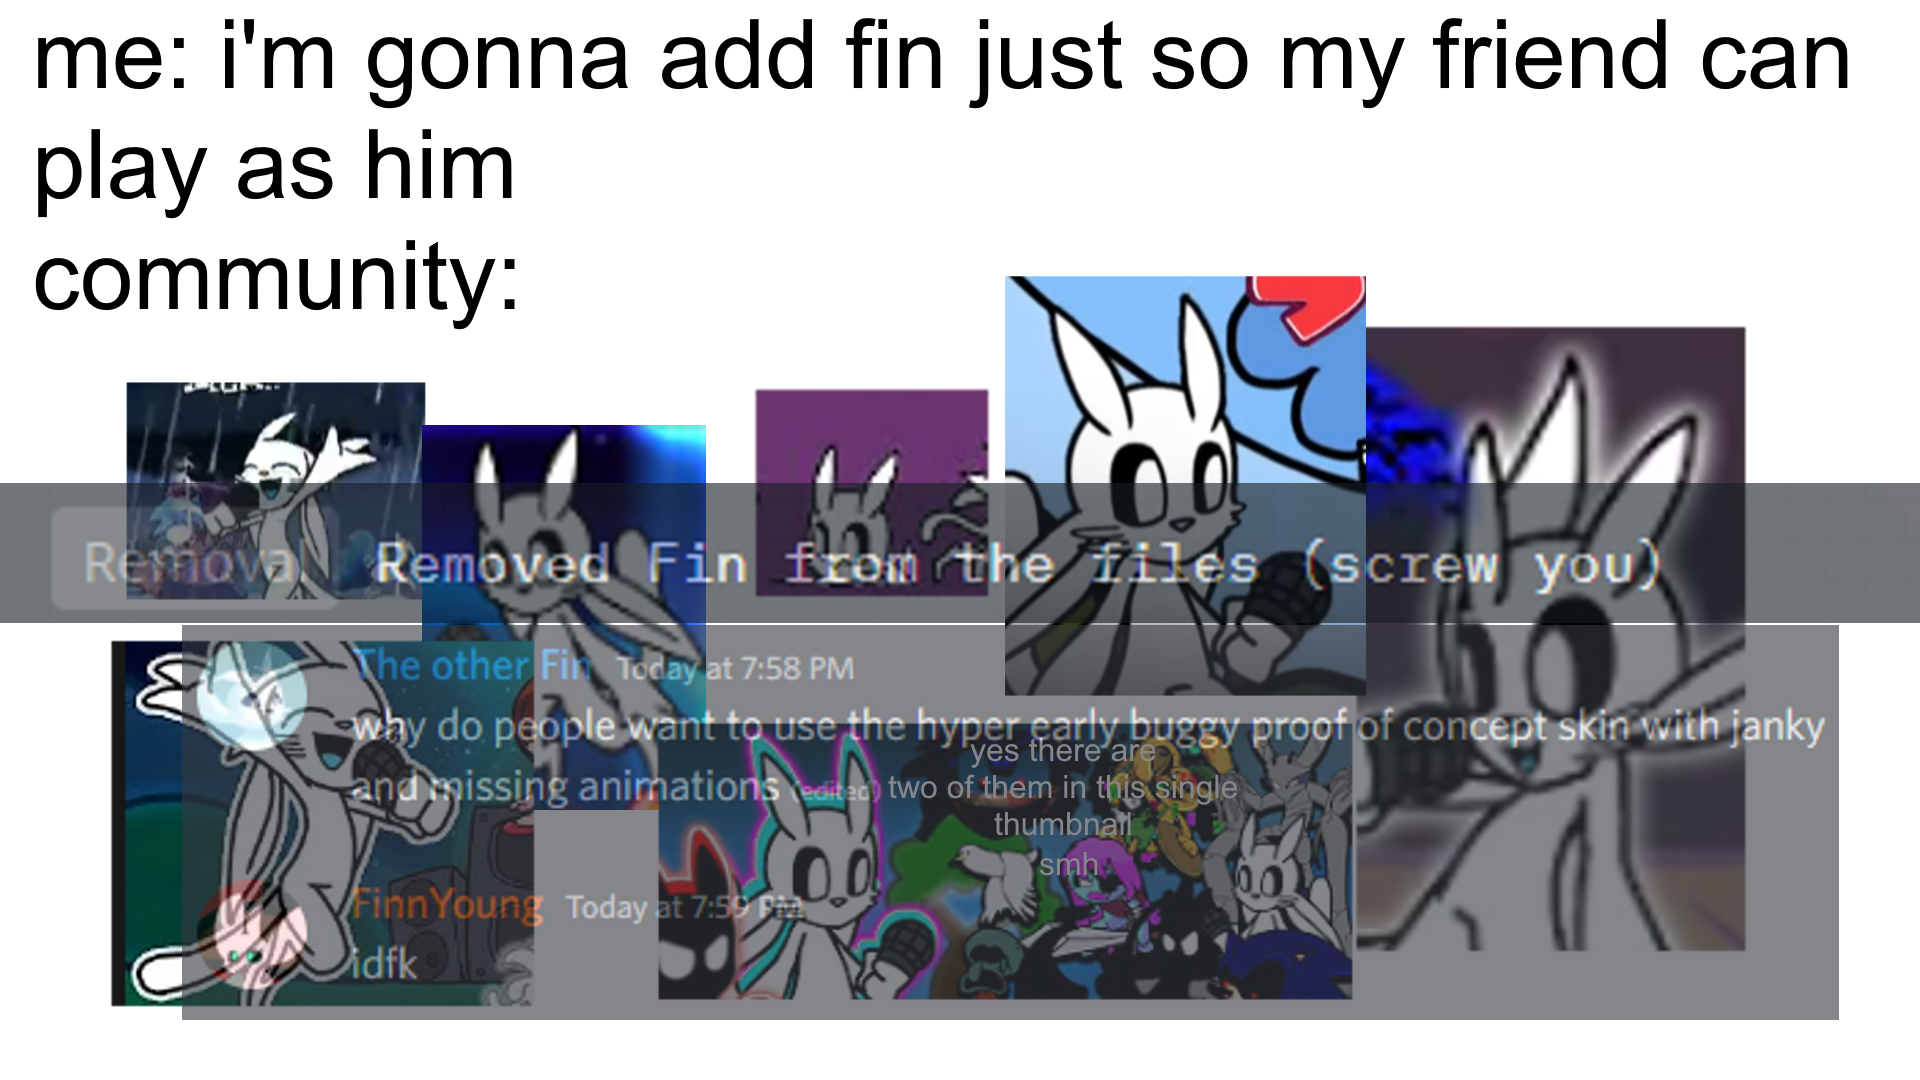 me: i'm gonna add fin just so my friend can
play as him
community:
Removal Removed Fin from the files (screw you)
The other Fin Today at 7:58 PM
why do people want to use the hyper early buggy proof of concept skin with janky
and missing animations (edited)
yes there are
two of them in this single
thumbnail
smh
FinnYoung Today at 7:59 PM
idfk